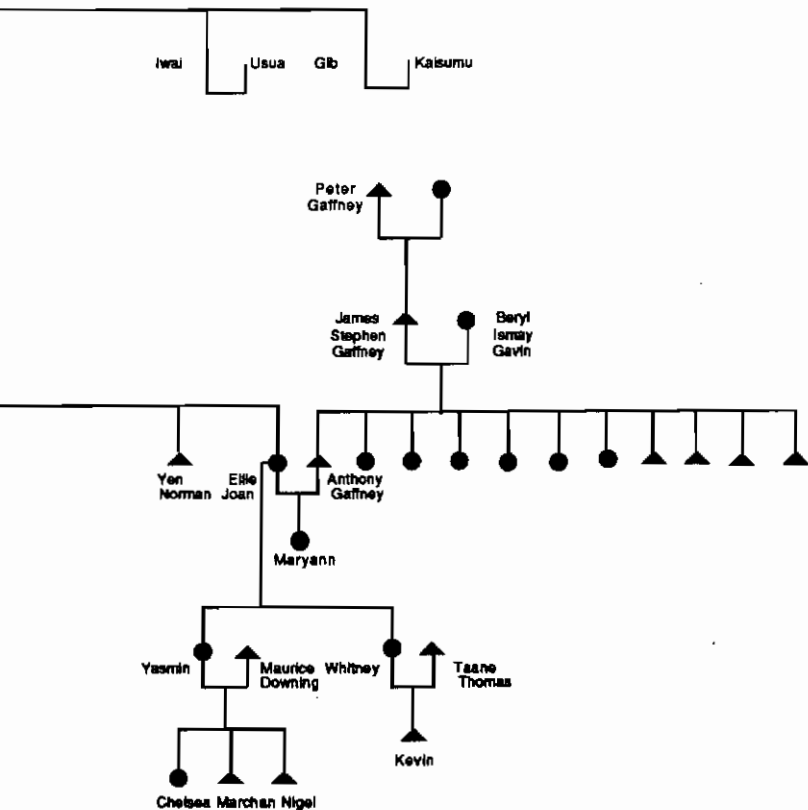 Iwai Usua Gib Kaisumu
Peter
Gaffney
James
Stephen
Gaffney
Beryl
Ismay
Gavin
Yen
Norman
Ellie
Joan
Anthony
Gaffney
Maryann
Yasmin
Maurice
Downing
Whitney
Taane
Thomas
Kevin
Chelsea Marchan Nigel